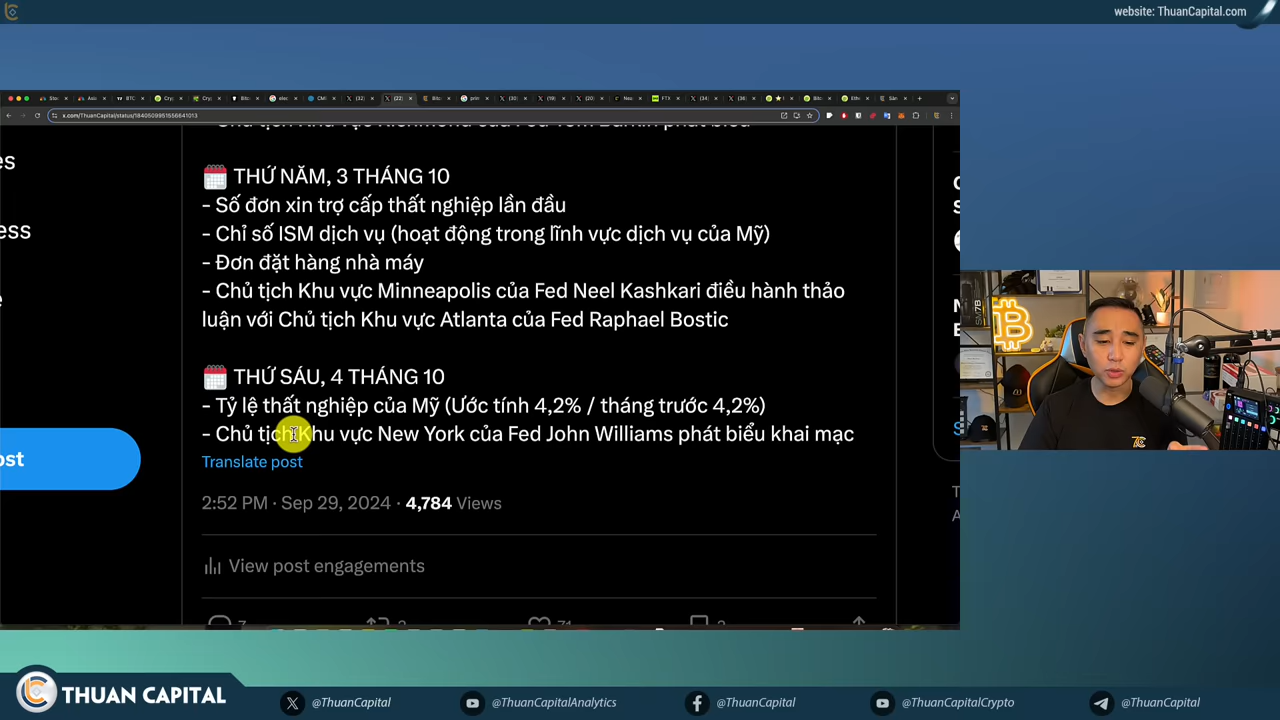 website: ThuanCapital.com
x.com/ThuanCapital/status/1840509951556641013
THỨ NĂM, 3 THÁNG 10
- Số đơn xin trợ cấp thất nghiệp lần đầu
- Chỉ số ISM dịch vụ (hoạt động trong lĩnh vực dịch vụ của Mỹ)
- Đơn đặt hàng nhà máy
- Chủ tịch Khu vực Minneapolis của Fed Neel Kashkari điều hành thảo
luận với Chủ tịch Khu vực Atlanta của Fed Raphael Bostic
THỨ SÁU, 4 THÁNG 10
- Tỷ lệ thất nghiệp của Mỹ (Ước tính 4,2% / tháng trước 4,2%)
- Chủ tịch Khu vực New York của Fed John Williams phát biểu khai mạc
ost
Translate post
2:52 PM · Sep 29, 2024 · 4,784 Views
View post engagements
THUAN CAPITAL
@ThuanCapital
@ThuanCapitalAnalytics
@ThuanCapital
@ThuanCapitalCrypto
@ThuanCapital